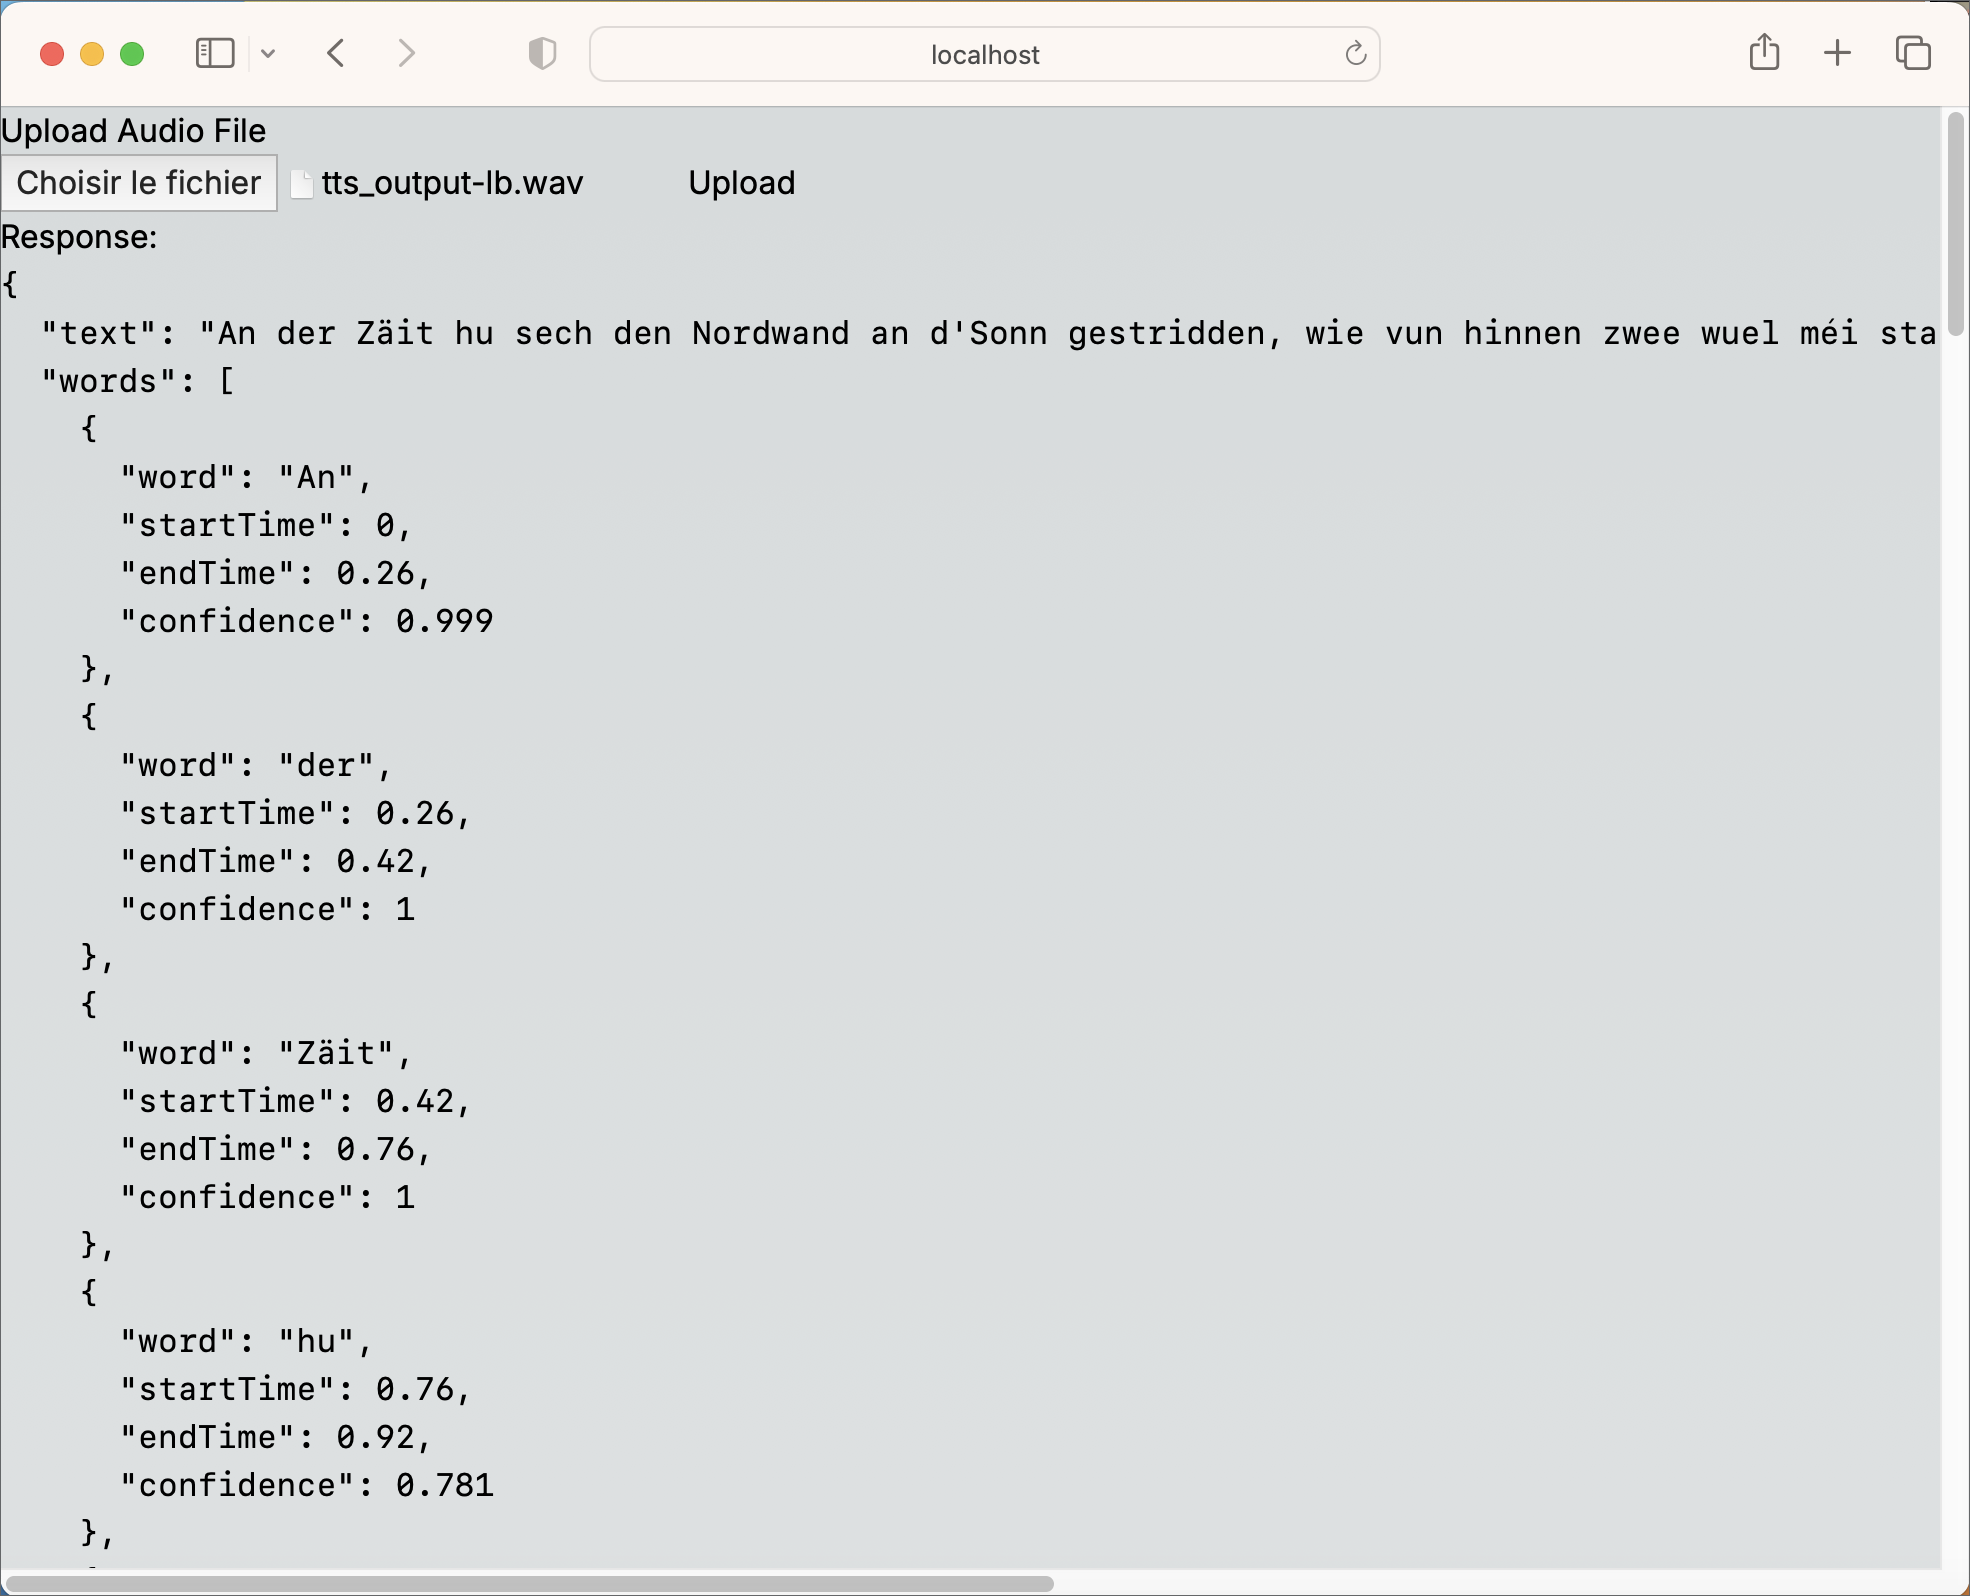 localhost
Upload Audio File
Choisir le fichier tts_output-lb.wav Upload
Response:
{
"text": "An der Zäit hu sech den Nordwand an d'Sonn gestridden, wie vun hinnen zwee wuel méi sta
"words": [
{
"word": "An",
"startTime": 0,
"endTime": 0.26,
"confidence": 0.999
},
{
"word": "der",
"startTime": 0.26,
"endTime": 0.42,
"confidence": 1
},
{
"word": "Zäit",
"startTime": 0.42,
"endTime": 0.76,
"confidence": 1
},
{
"word": "hu",
"startTime": 0.76,
"endTime": 0.92,
"confidence": 0.781
},